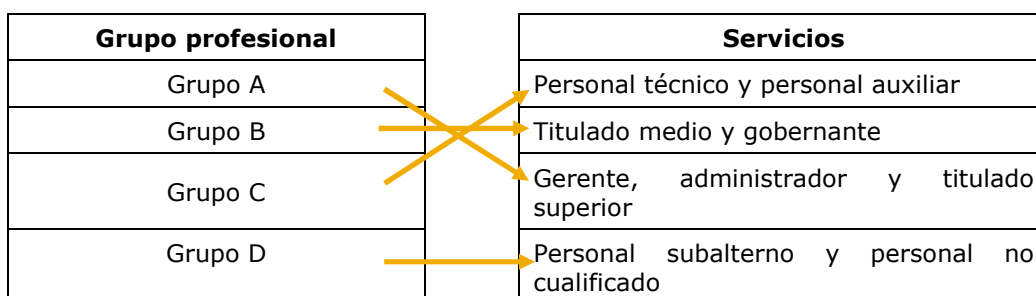 Grupo profesional
Grupo A
Grupo B
Grupo C
Grupo D
Servicios
Personal técnico y personal auxiliar
Titulado medio y gobernante
Gerente, administrador y titulado
superior
Personal subalterno y personal no
cualificado